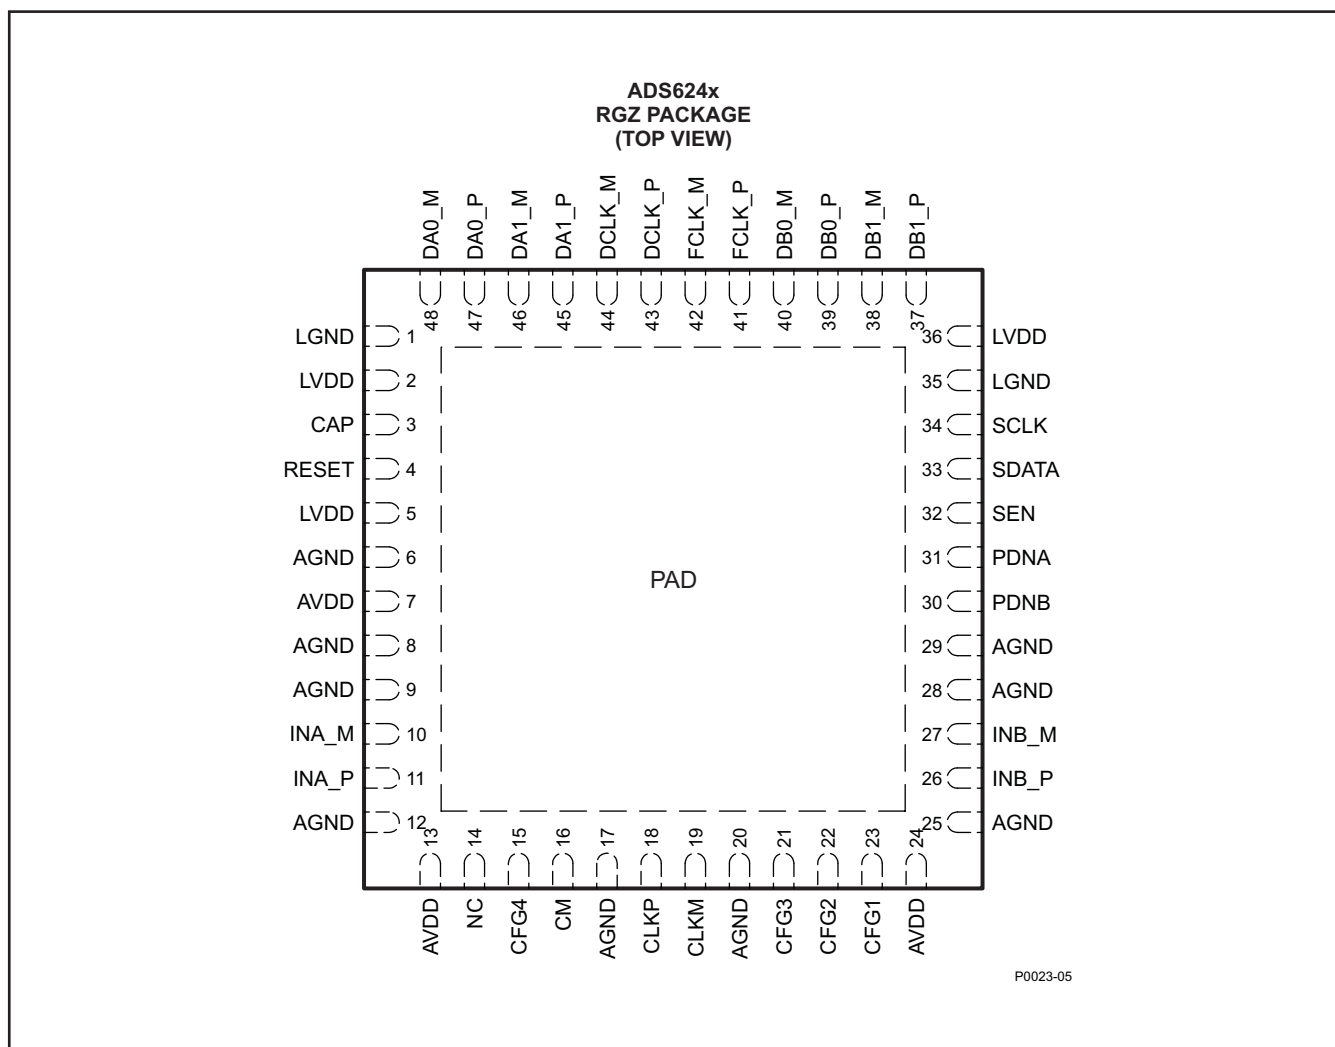 ADS624x
RGZ PACKAGE
(TOP VIEW)
DA0_M
DA0_P
DA1_M
DA1_P
DCLK_M
DCLK_P
FCLK_M
FCLK_P
DB0_M
DB0_P
DB1_M
DB1_P
48
47
46
45
44
43
42
41
40
39
38
37
LGND 1
36 LVDD
LVDD 2
35 LGND
CAP 3
34 SCLK
RESET 4
33 SDATA
LVDD 5
32 SEN
AGND 6
31 PDNA
PAD
AVDD 7
30 PDNB
AGND 8
29 AGND
AGND 9
28 AGND
INA_M 10
27 INB_M
INA_P 11
26 INB_P
AGND 12
25 AGND
13
14
15
16
17
18
19
20
21
22
23
24
AVDD
NC
CFG4
CM
AGND
CLKP
CLKM
AGND
CFG3
CFG2
CFG1
AVDD
P0023-05